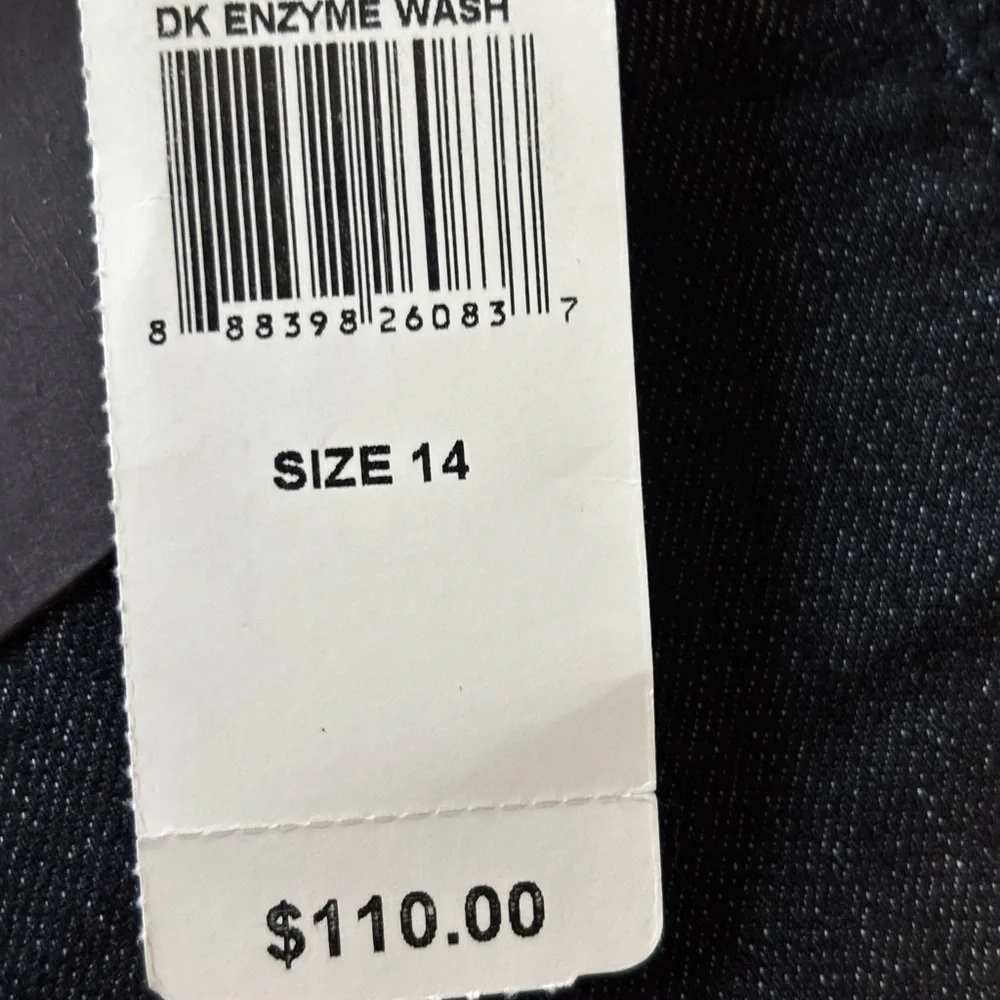 DK ENZYME WASH
8 88398 26083 7
SIZE 14
$110.00